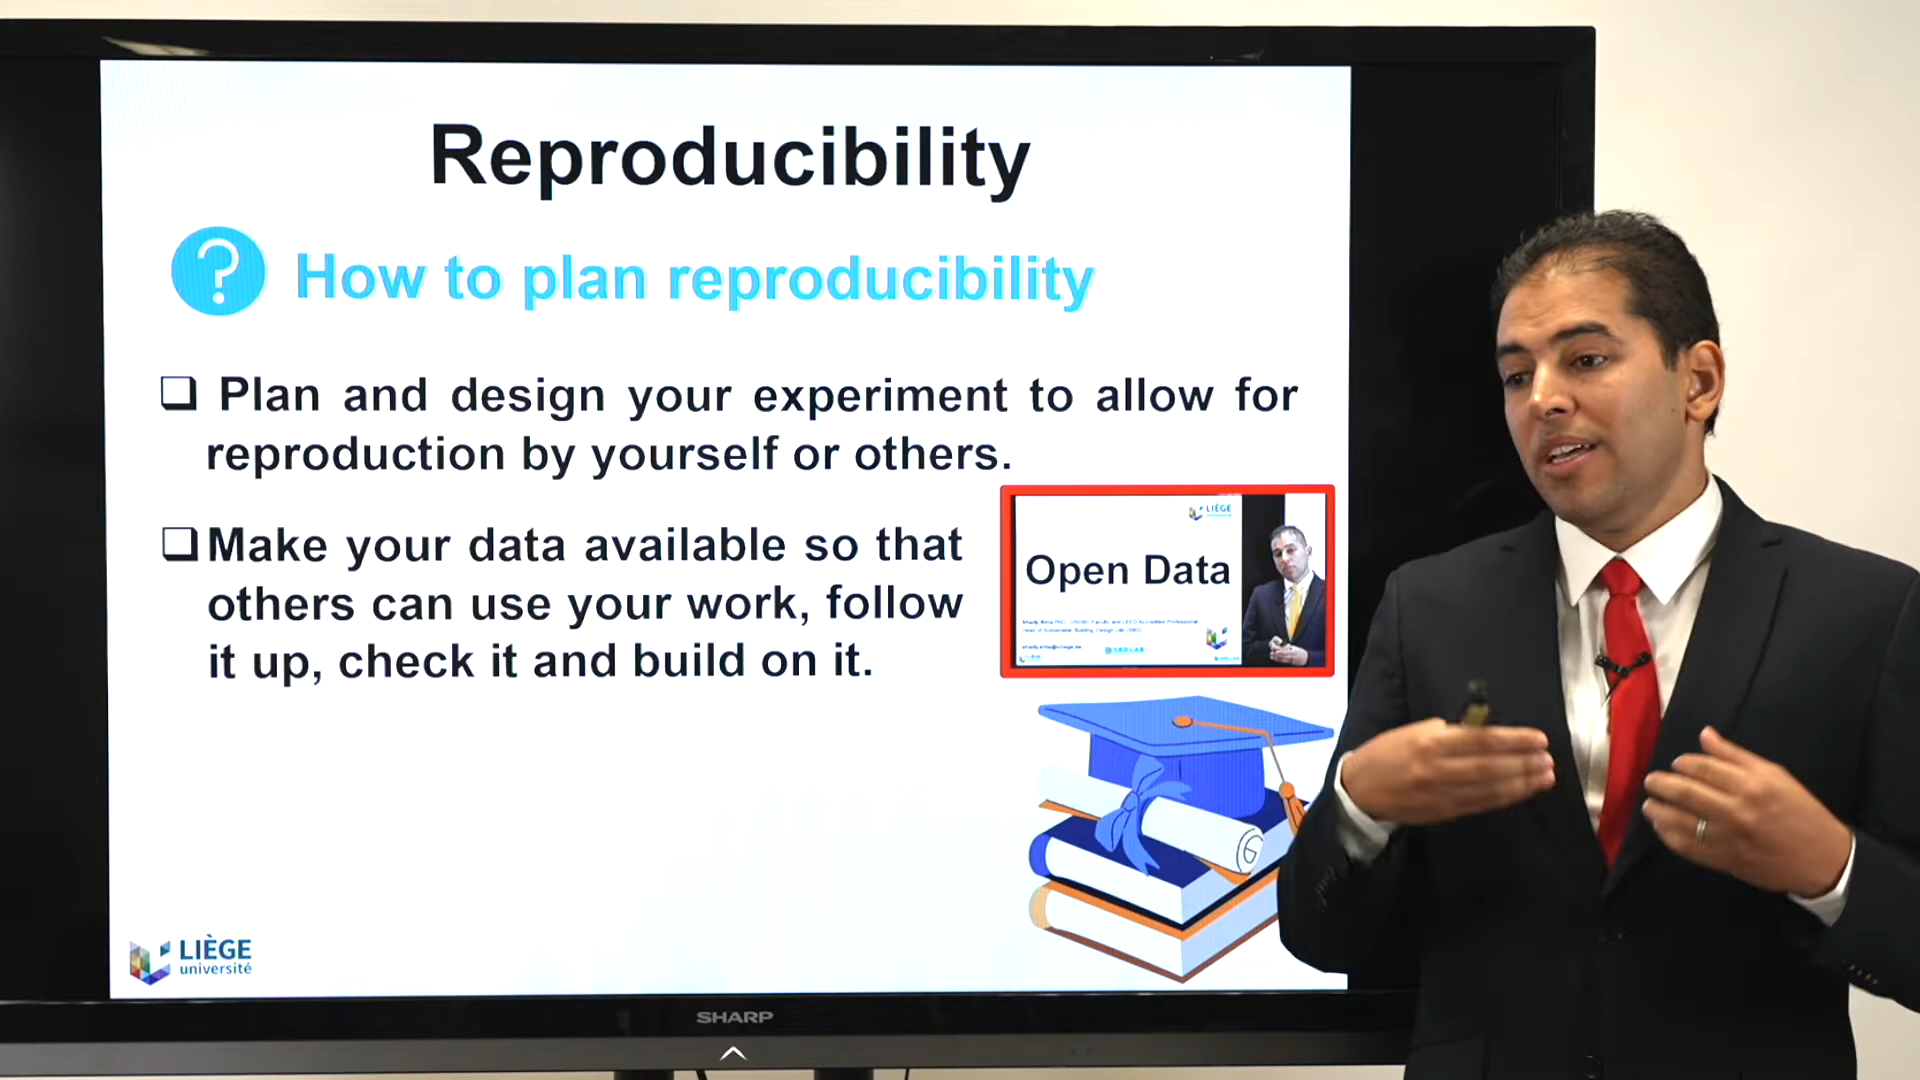 Reproducibility
?
How to plan reproducibility
Plan and design your experiment to allow for
reproduction by yourself or others.
Make your data available so that
others can use your work, follow
it up, check it and build on it.
LIÈGE
Open Data
SBD LAB
LIÈGE
université
SHARP